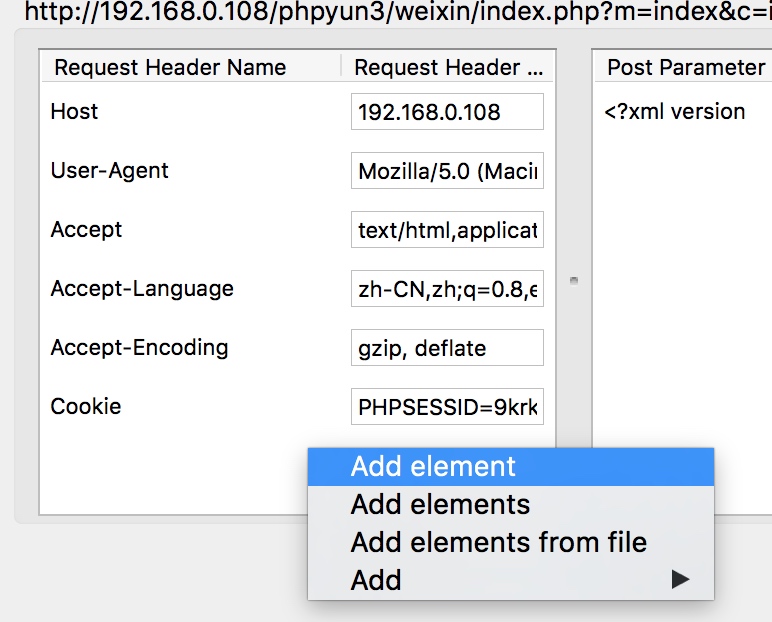 http://192.168.0.108/phpyun3/weixin/index.php?m=index&c=i
Request Header Name
Request Header ...
Post Parameter
Host
192.168.0.108
<?xml version
User-Agent
Mozilla/5.0 (Macin
Accept
text/html,applicat
Accept-Language
zh-CN,zh;q=0.8,e
Accept-Encoding
gzip, deflate
Cookie
PHPSESSID=9krk
Add element
Add elements
Add elements from file
Add